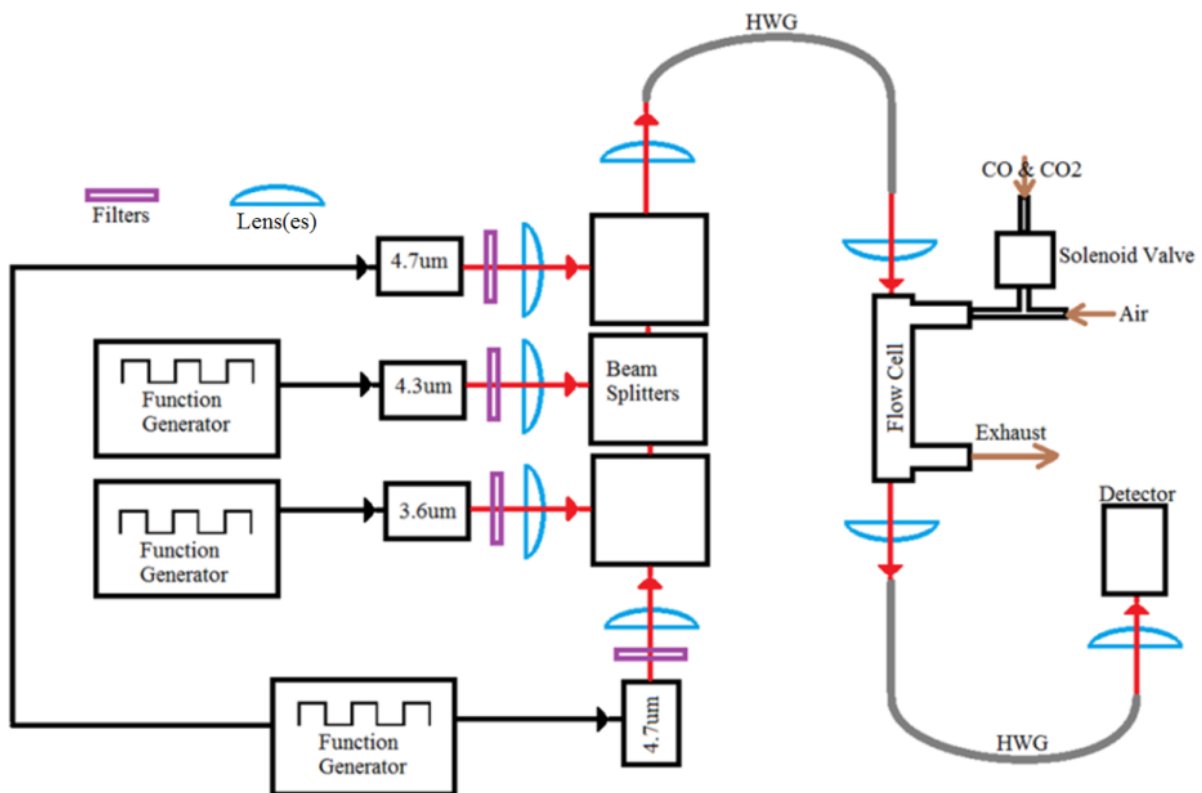 HWG
CO & CO2
Filters
Lens(es)
4.7um
Solenoid Valve
Air
Function
Generator
4.3um
Beam
Splitters
Flow Cell
Exhaust
Function
Generator
3.6um
Detector
Function
Generator
4.7um
HWG